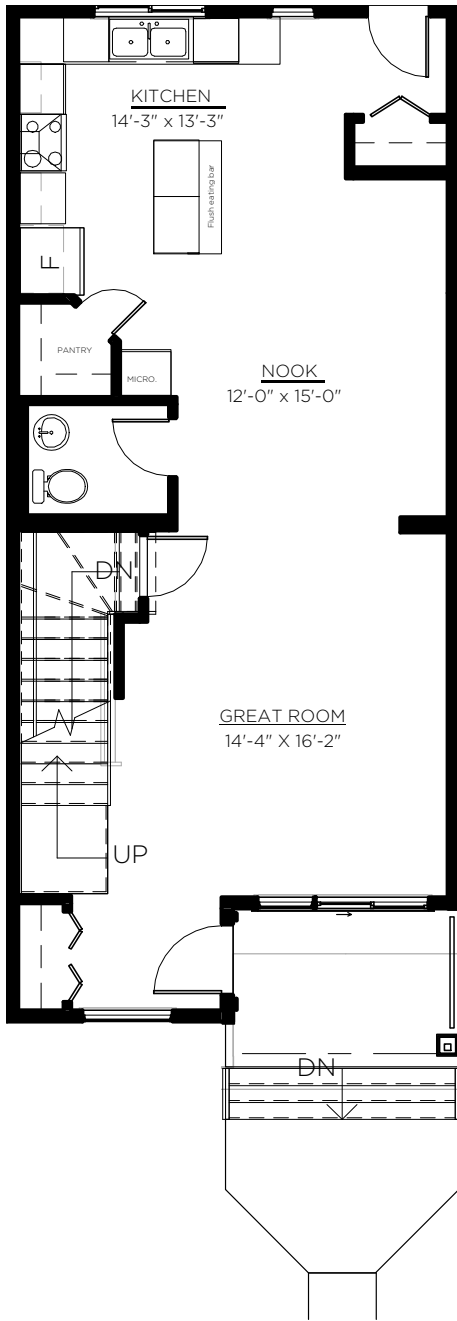 KITCHEN
14'-3" x 13'-3"
Flush eating bar
F
PANTRY
MICRO.
NOOK
12'-0" x 15'-0"
DN
GREAT ROOM
14'-4" X 16'-2"
UP
DN